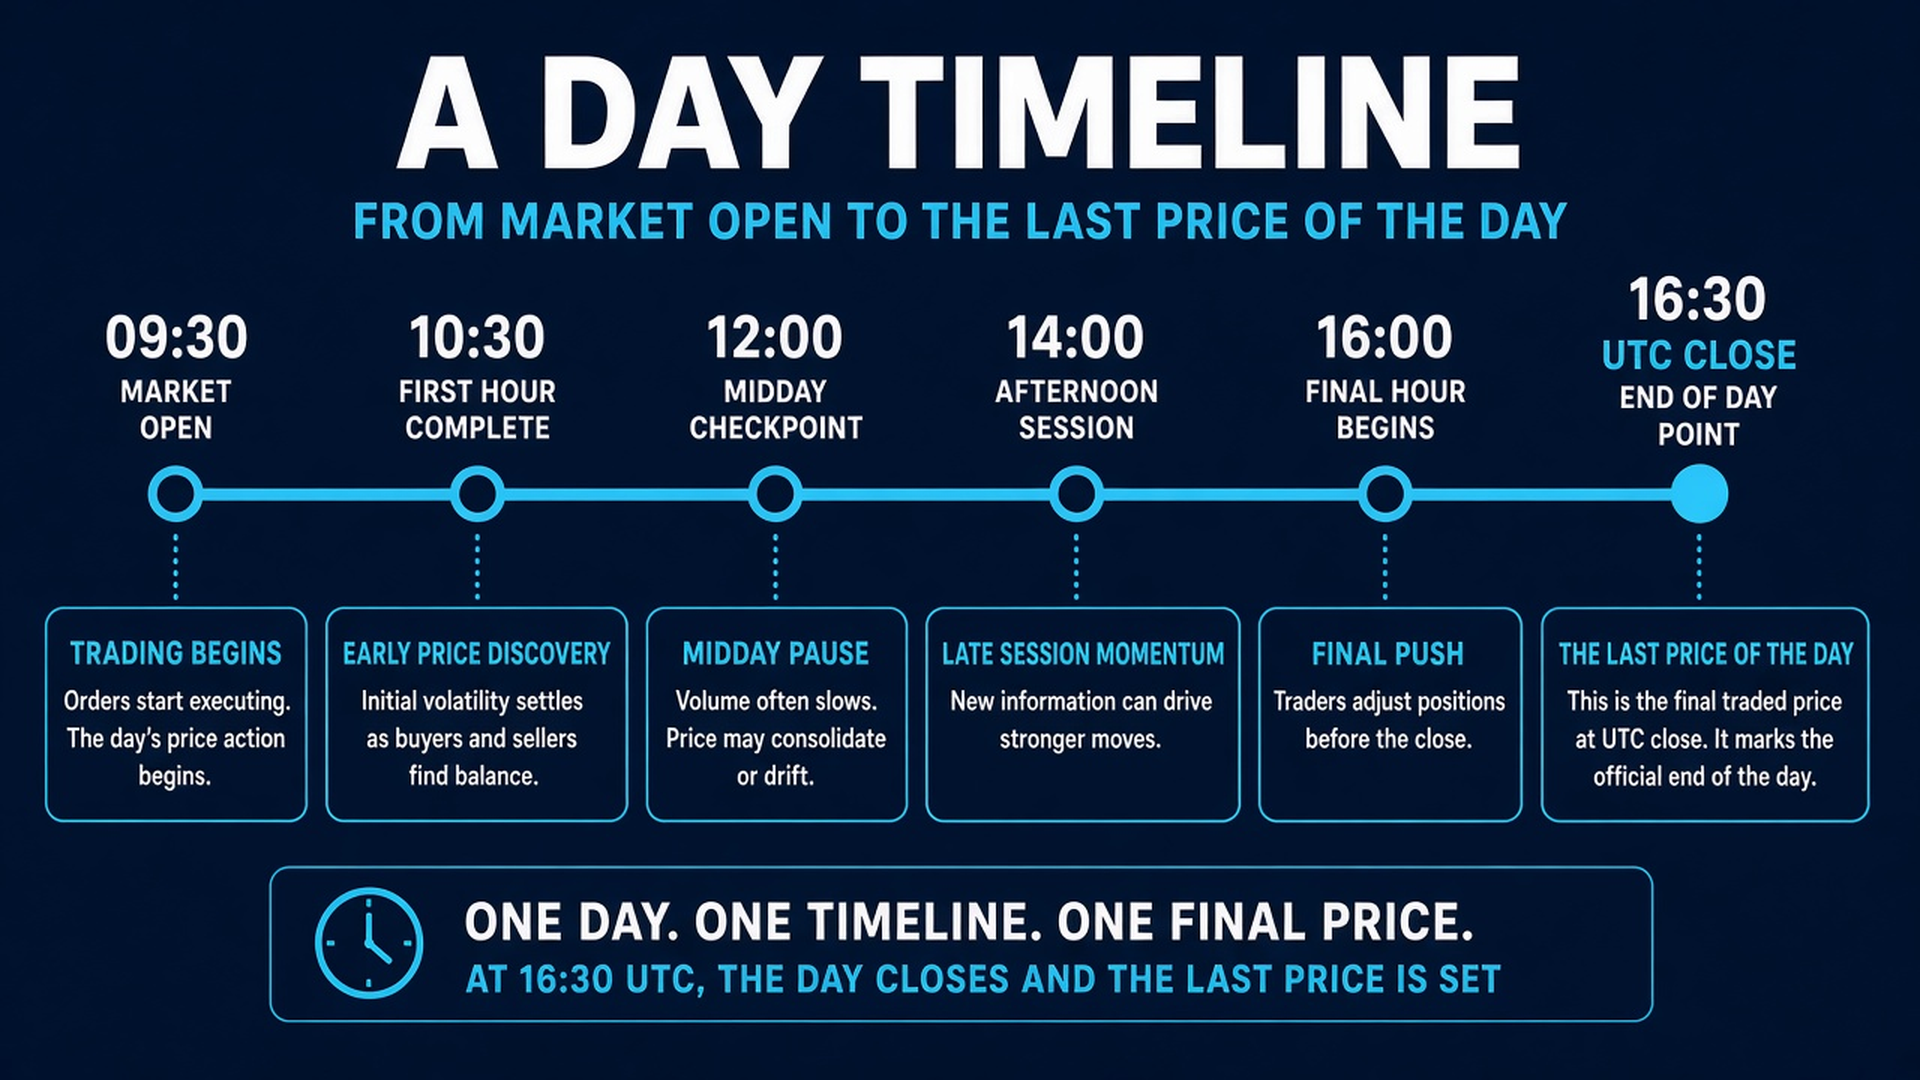 A DAY TIMELINE
FROM MARKET OPEN TO THE LAST PRICE OF THE DAY
09:30
MARKET
OPEN
10:30
FIRST HOUR
COMPLETE
12:00
MIDDAY
CHECKPOINT
14:00
AFTERNOON
SESSION
16:00
FINAL HOUR
BEGINS
16:30
UTC CLOSE
END OF DAY
POINT
TRADING BEGINS
Orders start executing.
The day's price action
begins.
EARLY PRICE DISCOVERY
Initial volatility settles
as buyers and sellers
find balance.
MIDDAY PAUSE
Volume often slows.
Price may consolidate
or drift.
LATE SESSION MOMENTUM
New information can drive
stronger moves.
FINAL PUSH
Traders adjust positions
before the close.
THE LAST PRICE OF THE DAY
This is the final traded price
at UTC close. It marks the
official end of the day.
ONE DAY. ONE TIMELINE. ONE FINAL PRICE.
AT 16:30 UTC, THE DAY CLOSES AND THE LAST PRICE IS SET